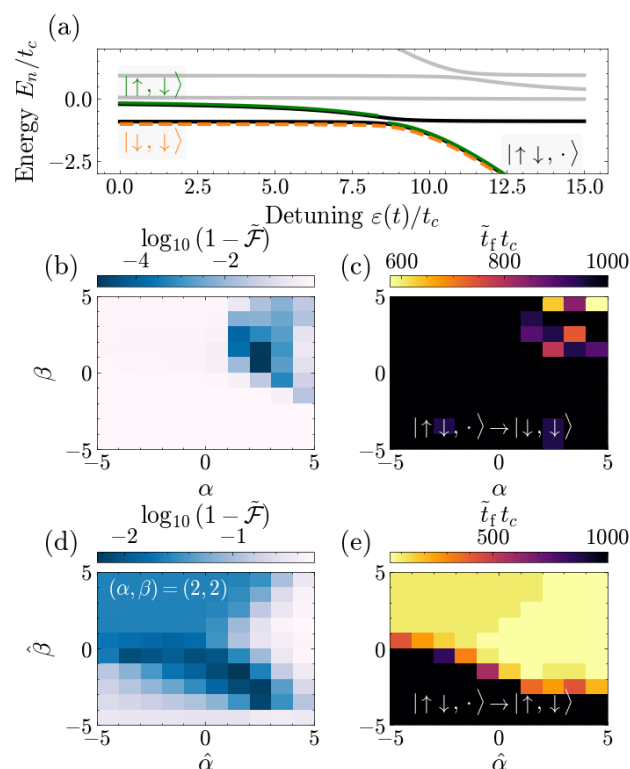 (a)
Energy Eₙ/t_c
0.0
−2.5
|↑, ↓⟩
|↓, ↓⟩
|↑ ↓, ·⟩
0.0 2.5 5.0 7.5 10.0 12.5 15.0
Detuning ε(t)/t_c
(b) log₁₀ (1 − ℱ̃)
−4 −2
5
0
−5
β
−5 0 5
α
(c) t̃_f t_c
600 800 1000
5
0
−5
|↑ ↓, ·⟩ → |↓, ↓⟩
−5 0 5
α
(d) log₁₀ (1 − ℱ̃)
−2 −1
(α, β) = (2, 2)
5
0
−5
β̂
−5 0 5
α̂
(e) t̃_f t_c
500 1000
5
0
−5
|↑ ↓, ·⟩ → |↑, ↓⟩
−5 0 5
α̂